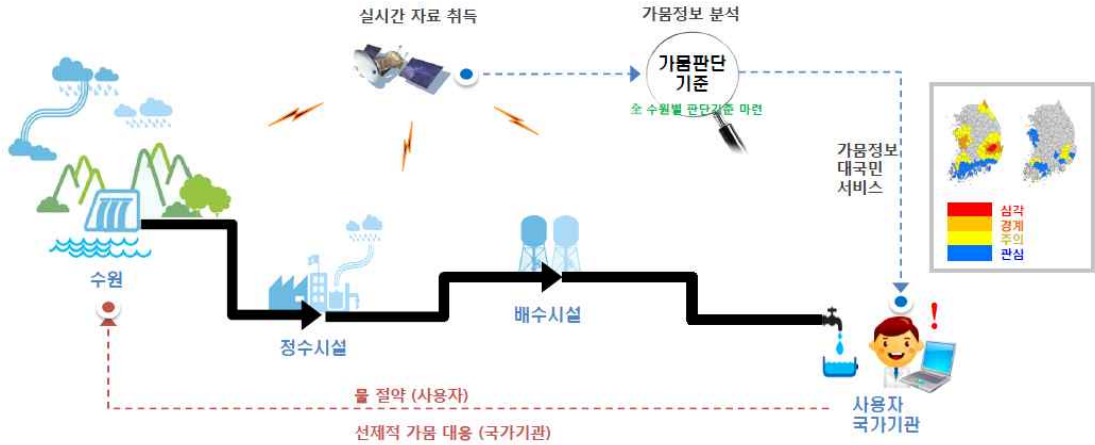 실시간 자료 취득
가뭄정보 분석
가뭄판단
기준
全 수원별 판단기준 마련
가뭄정보
대국민
서비스
심각
경계
주의
관심
수원
정수시설
배수시설
!
사용자
국가기관
물 절약 (사용자)
선제적 가뭄 대응 (국가기관)